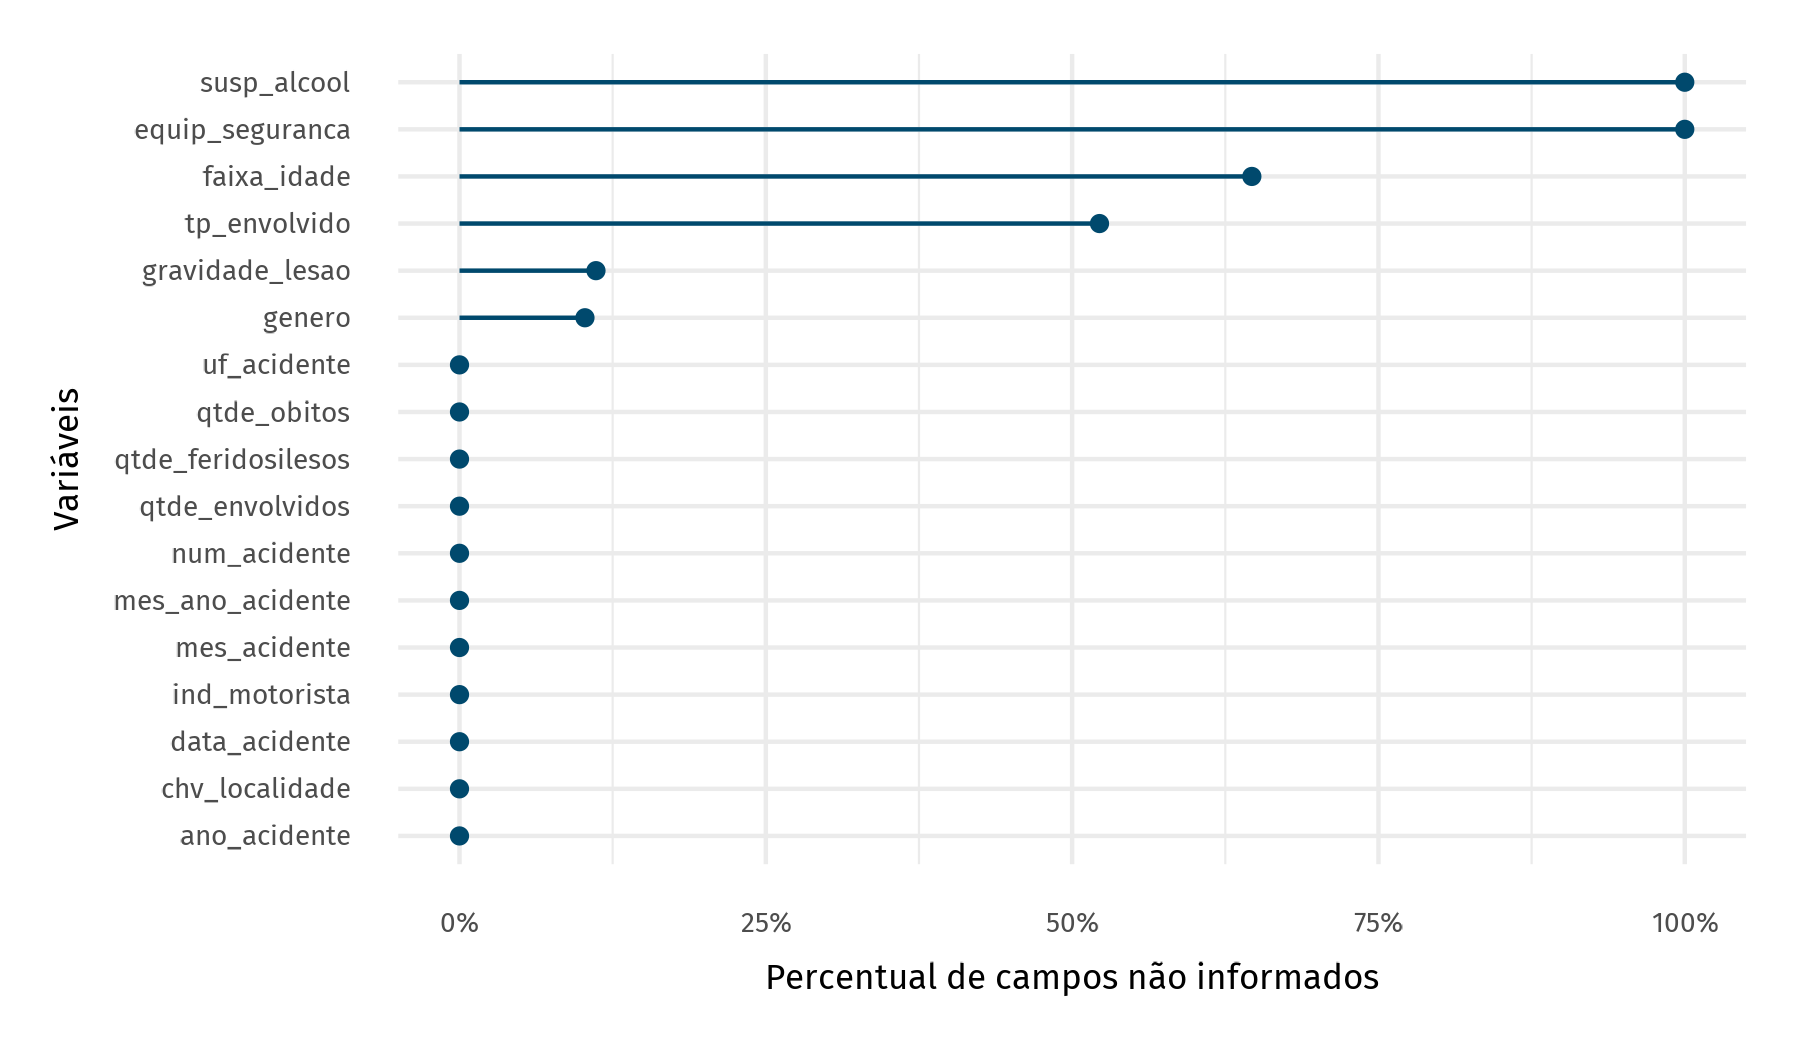 susp_alcool
equip_seguranca
faixa_idade
tp_envolvido
gravidade_lesao
genero
uf_acidente
qtde_obitos
qtde_feridosilesos
qtde_envolvidos
num_acidente
mes_ano_acidente
mes_acidente
ind_motorista
data_acidente
chv_localidade
ano_acidente
Variáveis
0% 25% 50% 75% 100%
Percentual de campos não informados